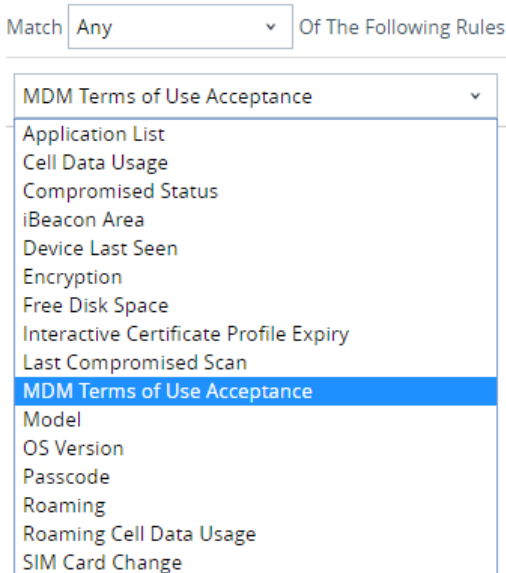 Match Any Of The Following Rules
MDM Terms of Use Acceptance
Application List
Cell Data Usage
Compromised Status
iBeacon Area
Device Last Seen
Encryption
Free Disk Space
Interactive Certificate Profile Expiry
Last Compromised Scan
MDM Terms of Use Acceptance
Model
OS Version
Passcode
Roaming
Roaming Cell Data Usage
SIM Card Change